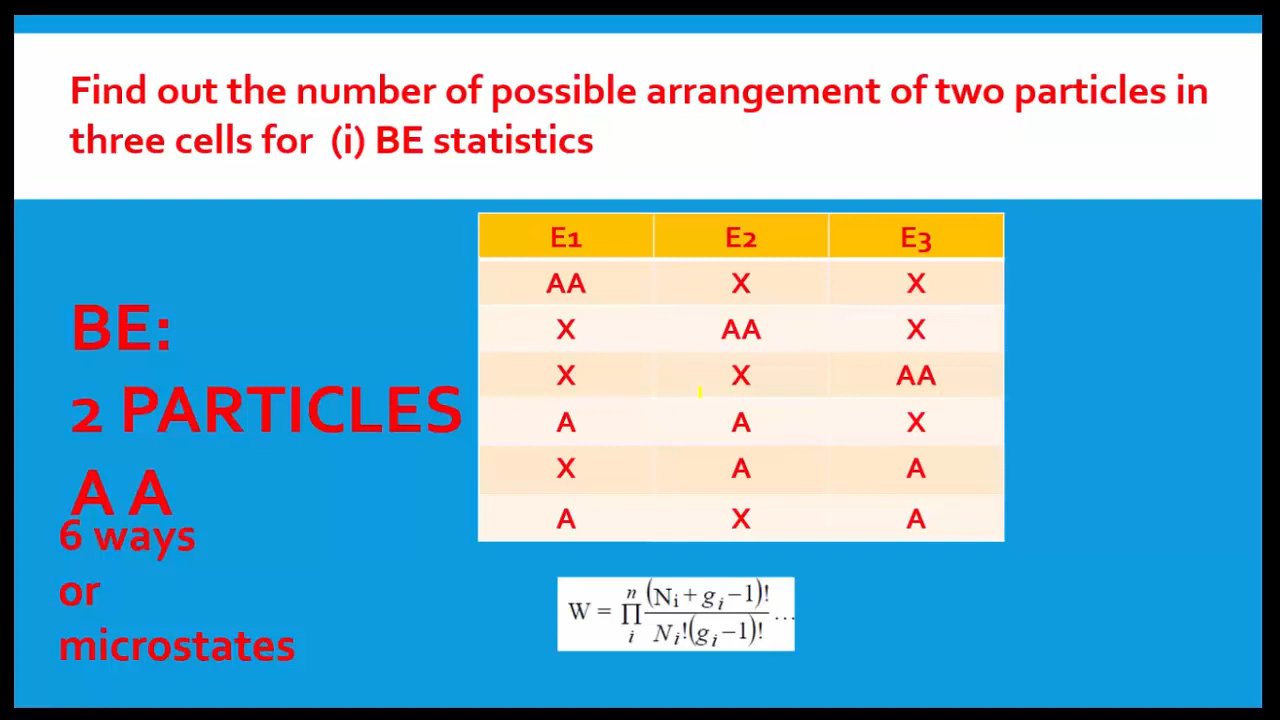 Find out the number of possible arrangement of two particles in
three cells for (i) BE statistics
BE:
2 PARTICLES
A A
6 ways
or
microstates
E1 E2 E3
AA X X
X AA X
X X AA
A A X
X A A
A X A
W = ∏ᵢⁿ (Nᵢ + gᵢ − 1)! / Nᵢ!(gᵢ − 1)! ...